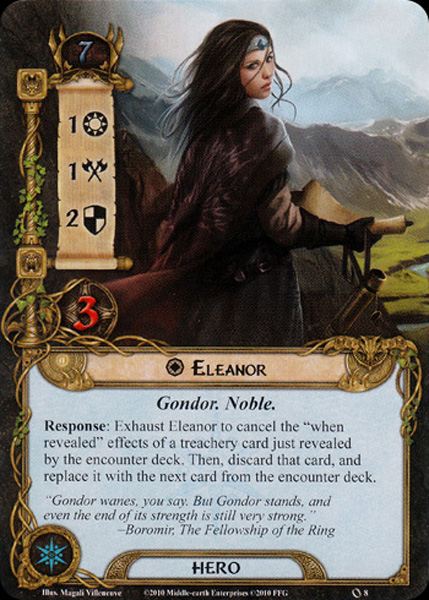 7
1
1
2
3
Eleanor
Gondor. Noble.
Response: Exhaust Eleanor to cancel the “when
revealed” effects of a treachery card just revealed
by the encounter deck. Then, discard that card, and
replace it with the next card from the encounter deck.
“Gondor wanes, you say. But Gondor stands, and
even the end of its strength is still very strong.”
–Boromir, The Fellowship of the Ring
HERO
Illus. Magali Villeneuve ©2010 Middle-earth Enterprises ©2010 FFG 8